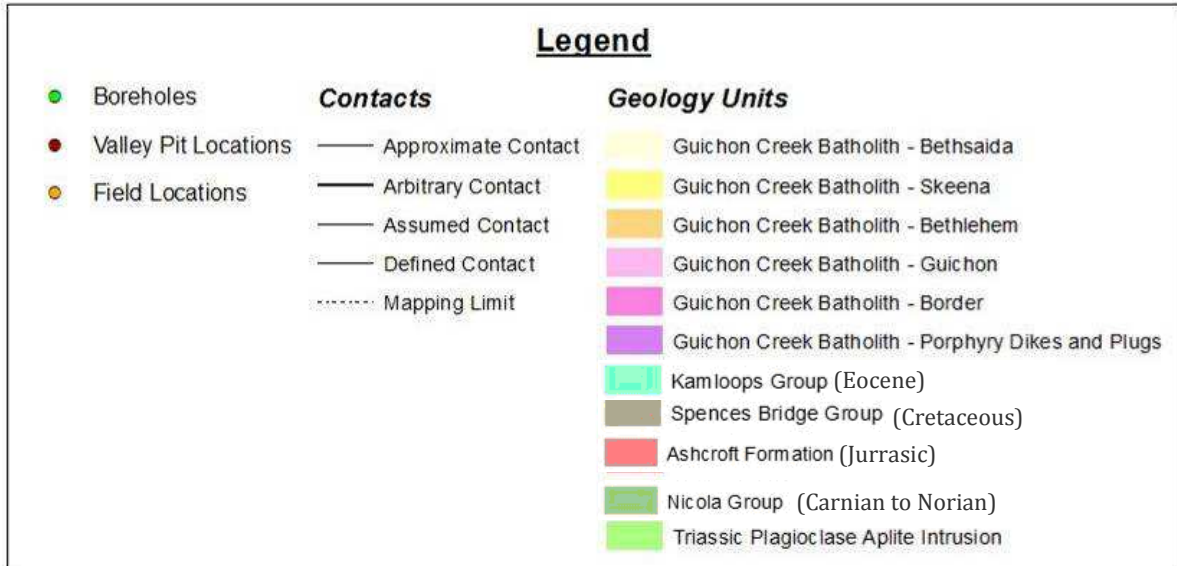 Legend
Boreholes
Valley Pit Locations
Field Locations
Contacts
Approximate Contact
Arbitrary Contact
Assumed Contact
Defined Contact
Mapping Limit
Geology Units
Guichon Creek Batholith - Bethsaida
Guichon Creek Batholith - Skeena
Guichon Creek Batholith - Bethlehem
Guichon Creek Batholith - Guichon
Guichon Creek Batholith - Border
Guichon Creek Batholith - Porphyry Dikes and Plugs
Kamloops Group (Eocene)
Spences Bridge Group (Cretaceous)
Ashcroft Formation (Jurrasic)
Nicola Group (Carnian to Norian)
Triassic Plagioclase Aplite Intrusion